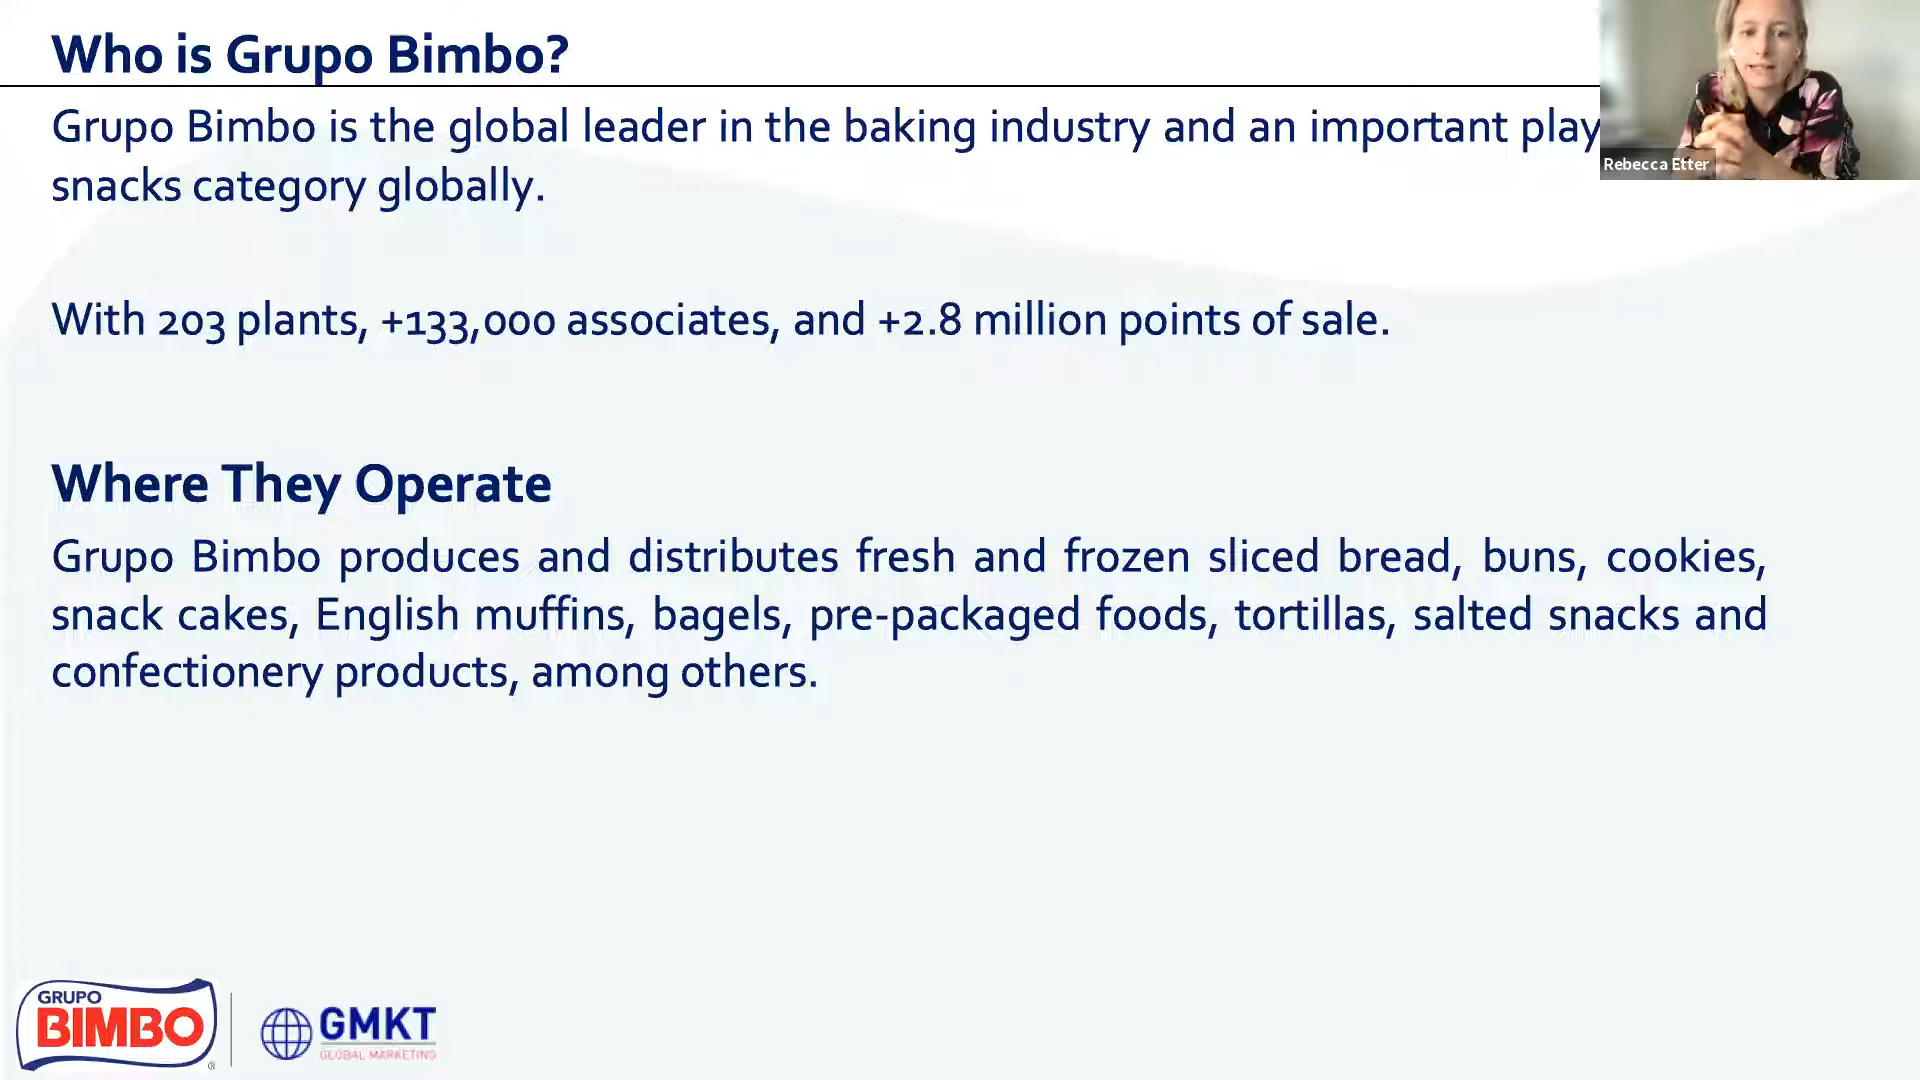 Who is Grupo Bimbo?
Grupo Bimbo is the global leader in the baking industry and an important play
snacks category globally.
Rebecca Etter
With 203 plants, +133,000 associates, and +2.8 million points of sale.
Where They Operate
Grupo Bimbo produces and distributes fresh and frozen sliced bread, buns, cookies,
snack cakes, English muffins, bagels, pre-packaged foods, tortillas, salted snacks and
confectionery products, among others.
GRUPO
BIMBO
®
GMKT
GLOBAL MARKETING